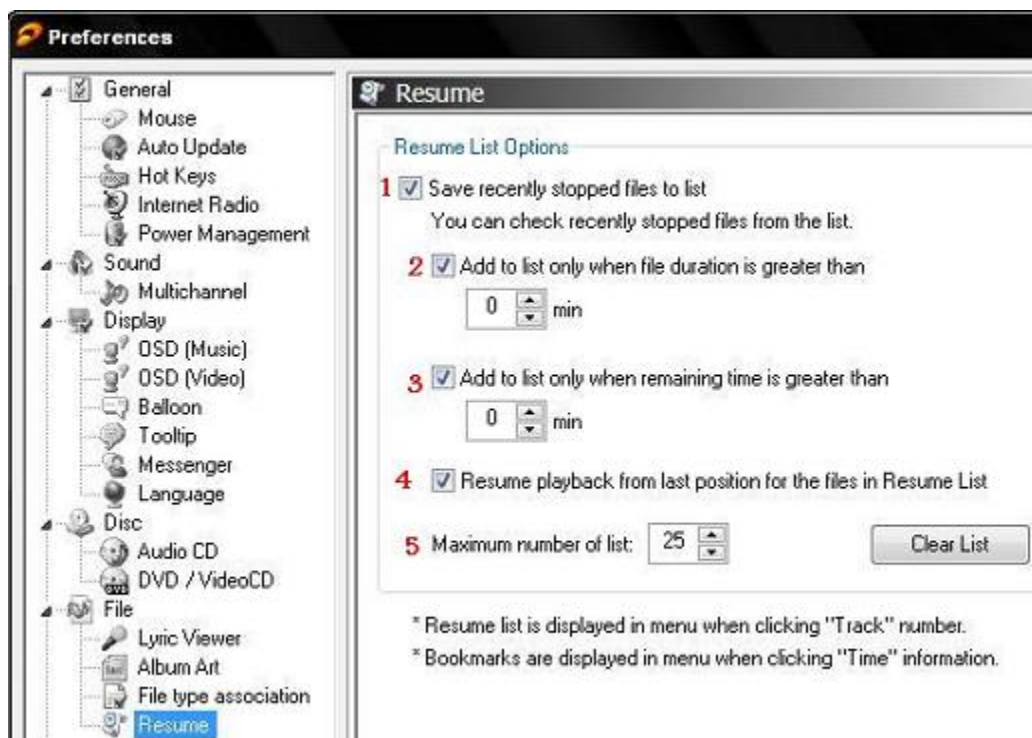 Preferences
General
Mouse
Auto Update
Hot Keys
Internet Radio
Power Management
Sound
Multichannel
Display
OSD (Music)
OSD (Video)
Balloon
Tooltip
Messenger
Language
Disc
Audio CD
DVD / VideoCD
File
Lyric Viewer
Album Art
File type association
Resume
Resume
Resume List Options
1 Save recently stopped files to list
You can check recently stopped files from the list.
2 Add to list only when file duration is greater than
0 min
3 Add to list only when remaining time is greater than
0 min
4 Resume playback from last position for the files in Resume List
5 Maximum number of list: 25 Clear List
* Resume list is displayed in menu when clicking "Track" number.
* Bookmarks are displayed in menu when clicking "Time" information.